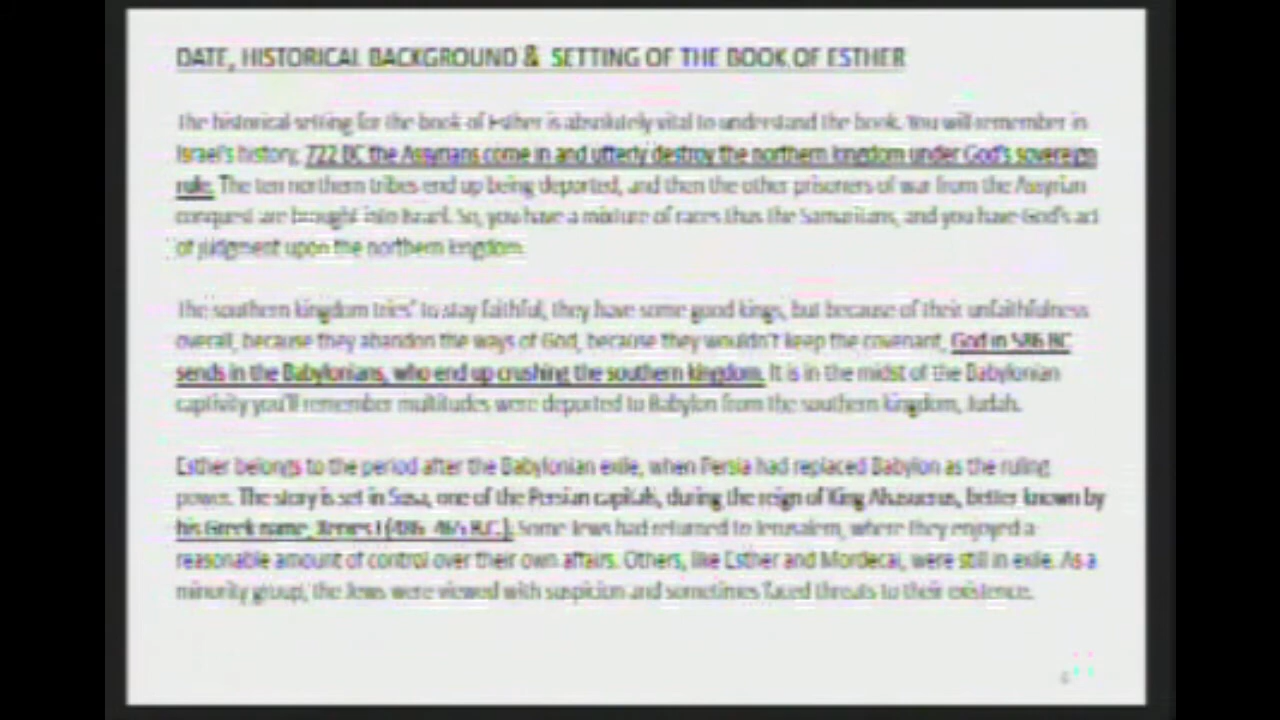 DATE, HISTORICAL BACKGROUND & SETTING OF THE BOOK OF ESTHER
The historical setting for the book of Esther is absolutely vital to understand the book. You will remember in
Israel's history, 722 BC the Assyrians come in and utterly destroy the northern kingdom under God's sovereign
rule. The ten northern tribes end up being deported, and then the other prisoners of war from the Assyrian
conquest are brought into Israel. So, you have a mixture of races thus the Samaritans, and you have God's act
of judgment upon the northern kingdom.
The southern kingdom tries' to stay faithful, they have some good kings, but because of their unfaithfulness
overall, because they abandon the ways of God, because they wouldn't keep the covenant, God in 586 BC
sends in the Babylonians, who end up crushing the southern kingdom. It is in the midst of the Babylonian
captivity you'll remember multitudes were deported to Babylon from the southern kingdom, Judah.
Esther belongs to the period after the Babylonian exile, when Persia had replaced Babylon as the ruling
power. The story is set in Susa, one of the Persian capitals, during the reign of King Ahasuerus, better known by
his Greek name, Xerxes I (486-465 B.C.). Some Jews had returned to Jerusalem, where they enjoyed a
reasonable amount of control over their own affairs. Others, like Esther and Mordecai, were still in exile. As a
minority group, the Jews were viewed with suspicion and sometimes faced threats to their existence.